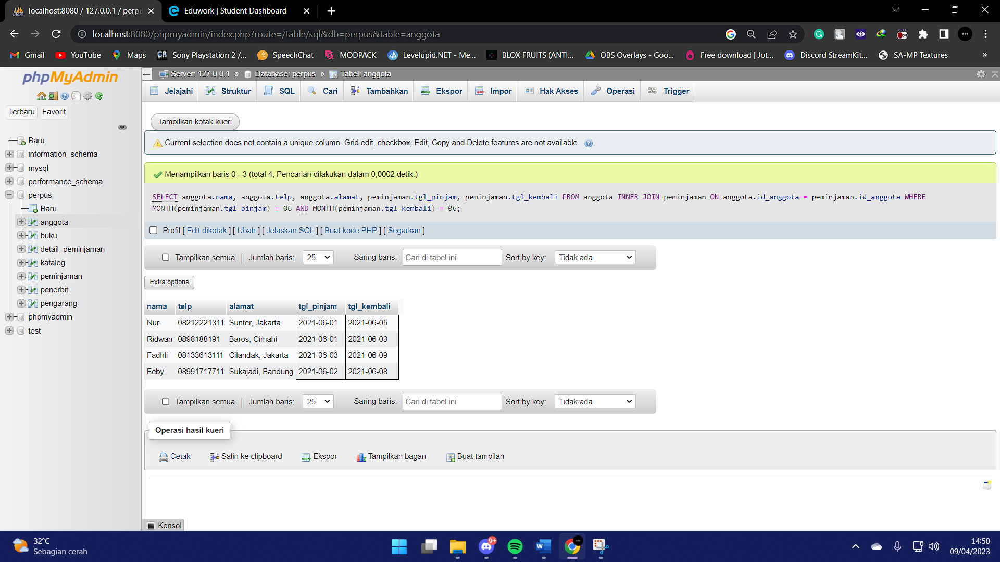 localhost:8080 / 127.0.0.1 / perpu
Eduwork | Student Dashboard
localhost:8080/phpmyadmin/index.php?route=/table/sql&db=perpus&table=anggota
Gmail
YouTube
Maps
Sony Playstation 2 /...
SpeechChat
MODPACK
Levelupid.NET - Me...
BLOX FRUITS (ANTI...
OBS Overlays - Goo...
Free download | Jot...
Discord StreamKit...
SA-MP Textures
»
phpMyAdmin
Terbaru
Favorit
Baru
information_schema
mysql
performance_schema
perpus
Baru
anggota
buku
detail_peminjaman
katalog
peminjaman
penerbit
pengarang
phpmyadmin
test
Server: 127.0.0.1 » Database: perpus » Tabel: anggota
Jelajahi
Struktur
SQL
Cari
Tambahkan
Ekspor
Impor
Hak Akses
Operasi
Trigger
Tampilkan kotak kueri
Current selection does not contain a unique column. Grid edit, checkbox, Edit, Copy and Delete features are not available.
Menampilkan baris 0 - 3 (total 4, Pencarian dilakukan dalam 0,0002 detik.)
SELECT anggota.nama, anggota.telp, anggota.alamat, peminjaman.tgl_pinjam, peminjaman.tgl_kembali FROM anggota INNER JOIN peminjaman ON anggota.id_anggota = peminjaman.id_anggota WHERE
MONTH(peminjaman.tgl_pinjam) = 06 AND MONTH(peminjaman.tgl_kembali) = 06;
Profil [ Edit dikotak ] [ Ubah ] [ Jelaskan SQL ] [ Buat kode PHP ] [ Segarkan ]
Tampilkan semua | Jumlah baris: 25 Saring baris: Cari di tabel ini Sort by key: Tidak ada
Extra options
nama telp alamat tgl_pinjam tgl_kembali
Nur 08212221311 Sunter, Jakarta 2021-06-01 2021-06-05
Ridwan 0898188191 Baros, Cimahi 2021-06-01 2021-06-03
Fadhli 08133613111 Cilandak, Jakarta 2021-06-03 2021-06-09
Feby 08991717711 Sukajadi, Bandung 2021-06-02 2021-06-08
Tampilkan semua | Jumlah baris: 25 Saring baris: Cari di tabel ini Sort by key: Tidak ada
Operasi hasil kueri
Cetak
Salin ke clipboard
Ekspor
Tampilkan bagan
Buat tampilan
Konsol
32°C
Sebagian cerah
9+
14:50
09/04/2023